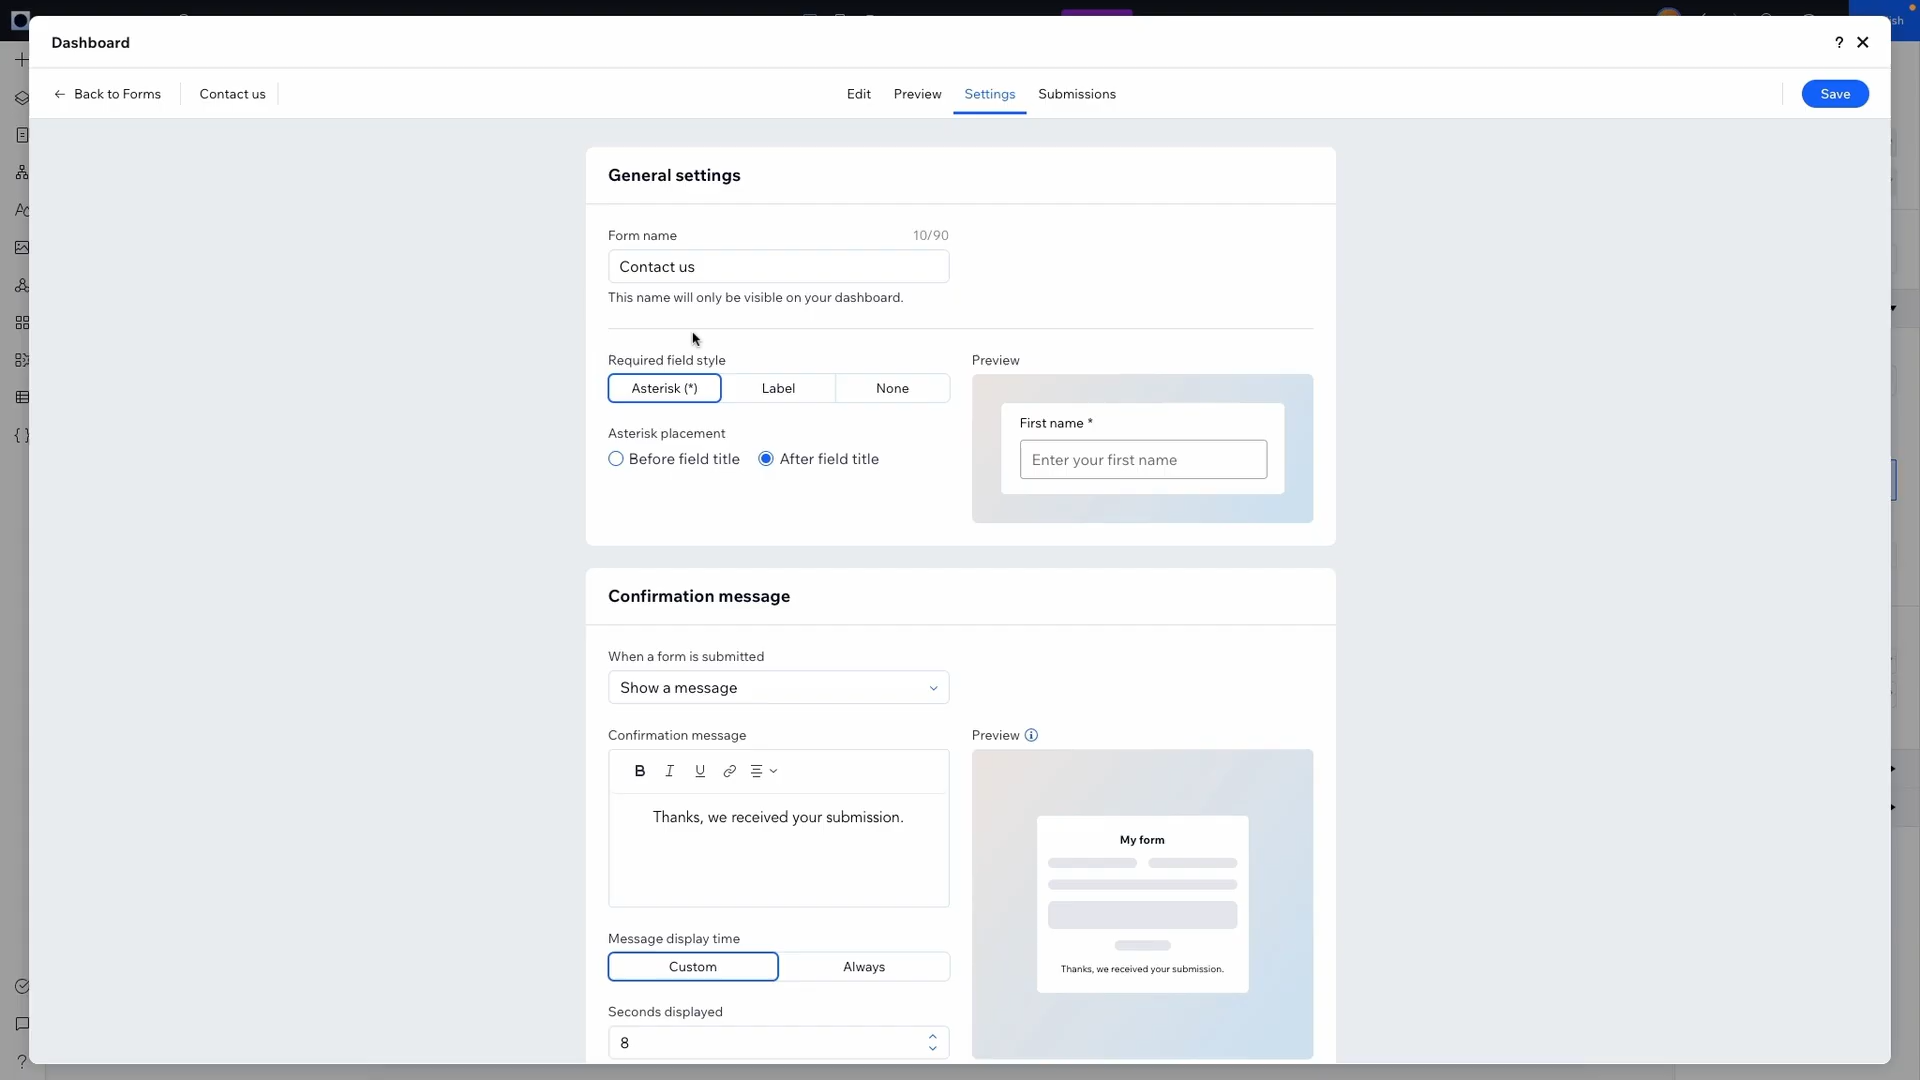 Dashboard
?
Back to Forms
Contact us
Edit
Preview
Settings
Submissions
Save
General settings
Form name
10/90
Contact us
This name will only be visible on your dashboard.
Required field style
Asterisk (*)
Label
None
Preview
First name *
Enter your first name
Asterisk placement
Before field title
After field title
Confirmation message
When a form is submitted
Show a message
Confirmation message
B I U
Thanks, we received your submission.
Preview
My form
Thanks, we received your submission.
Message display time
Custom
Always
Seconds displayed
8